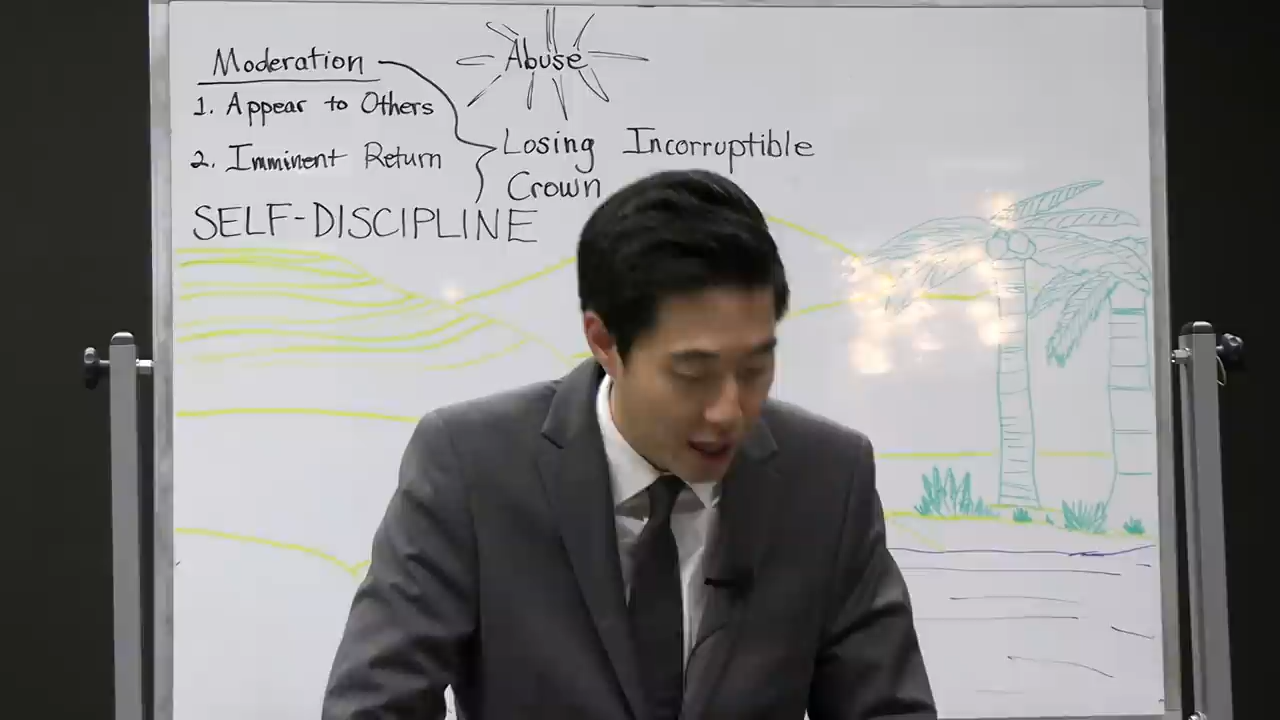 Moderation
Abuse
1. Appear to Others
2. Imminent Return
Losing Incorruptible
Crown
SELF-DISCIPLINE